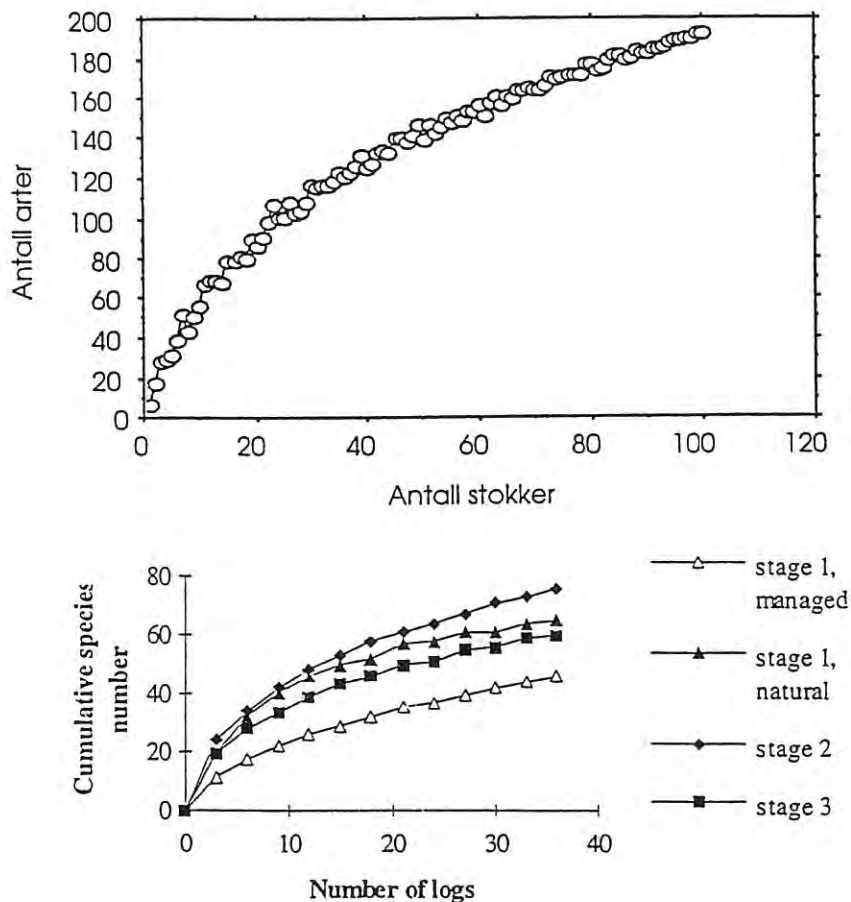 200
180
160
140
120
100
80
60
40
20
0
Antall arter
0 20 40 60 80 100 120
Antall stokker
80
60
40
20
0
Cumulative species
number
0 10 20 30 40
Number of logs
stage 1,
managed
stage 1,
natural
stage 2
stage 3